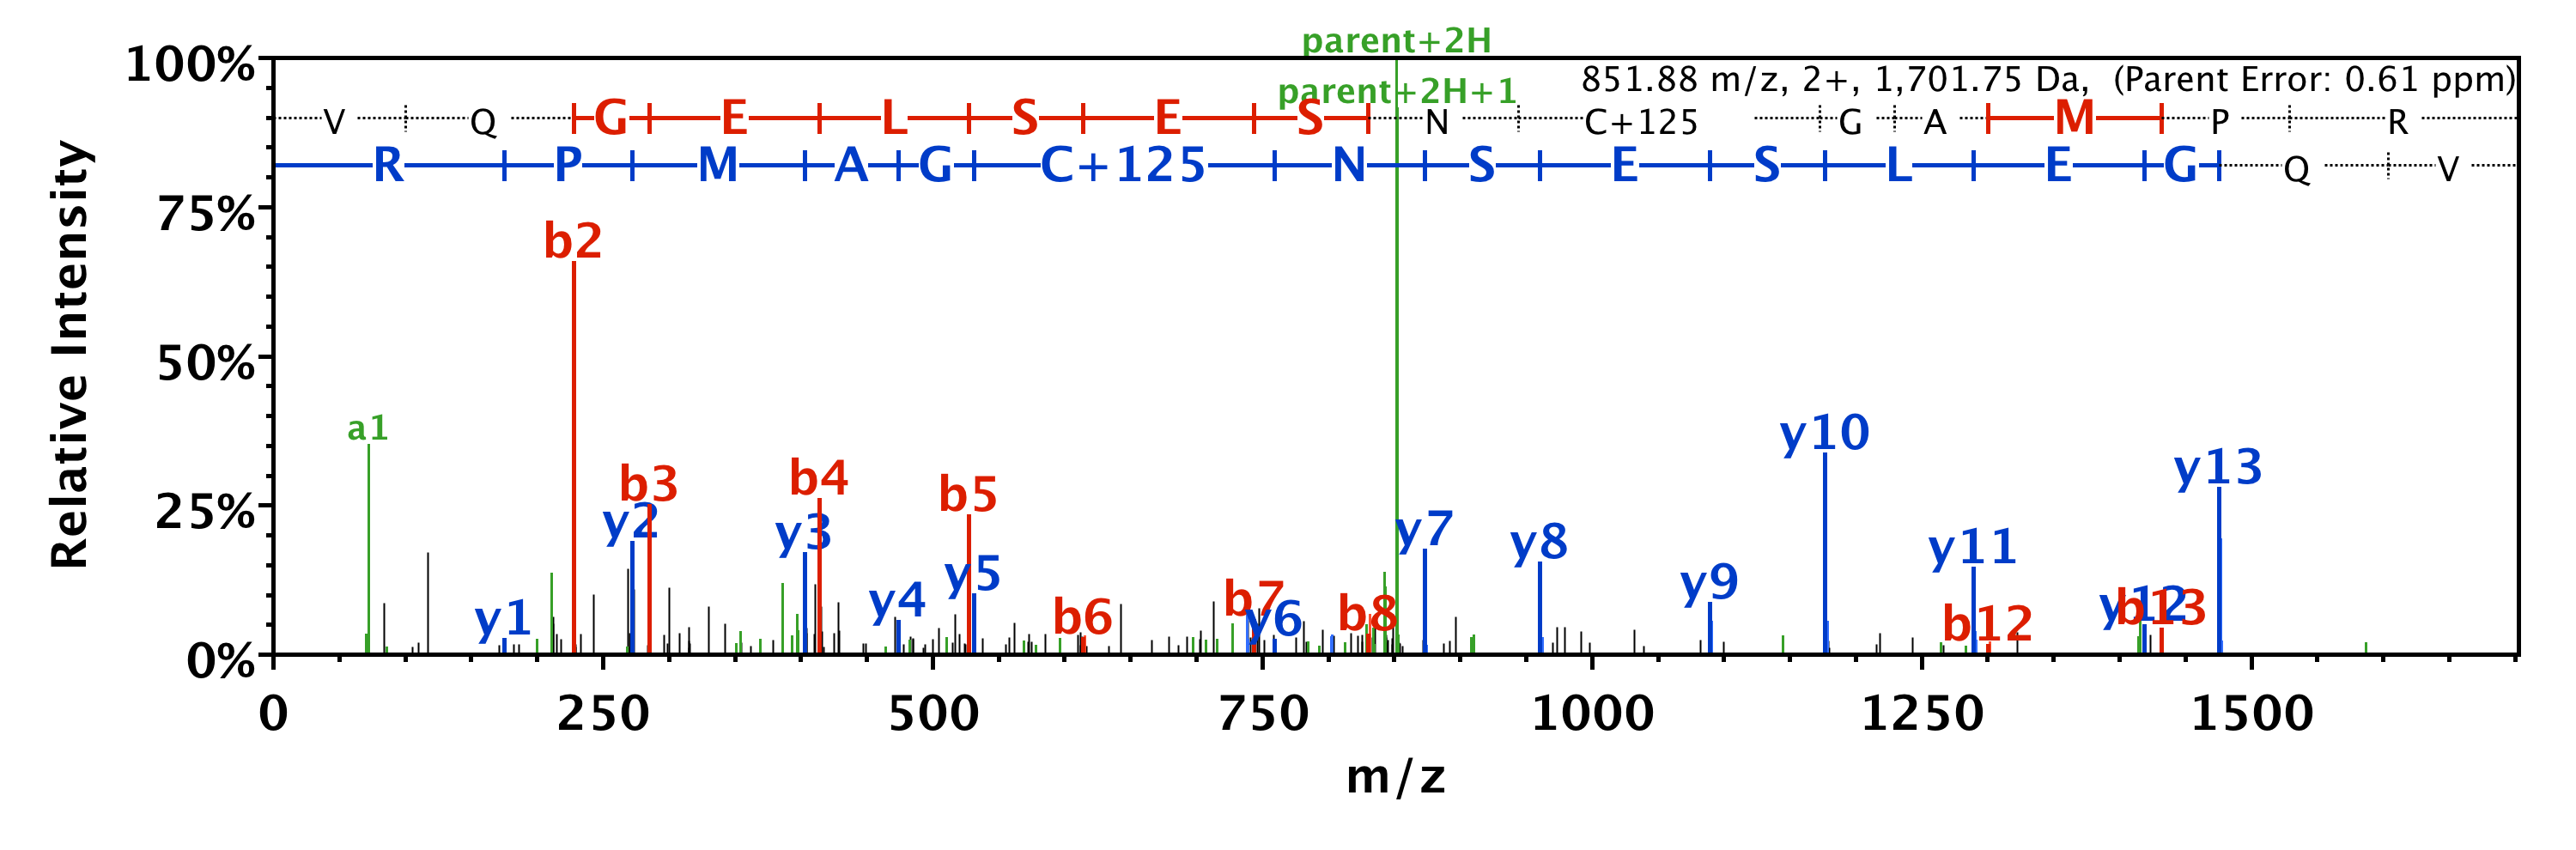 parent+2H
100%
851.88 m/z, 2+, 1,701.75 Da, (Parent Error: 0.61 ppm)
parent+2H+1
V Q G E L S E S N C+125 G A M P R
R P M A G C+125 N S E S L E G Q V
75%
b2
50%
a1
y10
y13
b3
b4
b5
25%
y2
y3
y7
y8
y11
y5
y9
y4
b7
y12
b13
y1
b6
y6
b8
b12
0%
0 250 500 750 1000 1250 1500
m/z
Relative Intensity